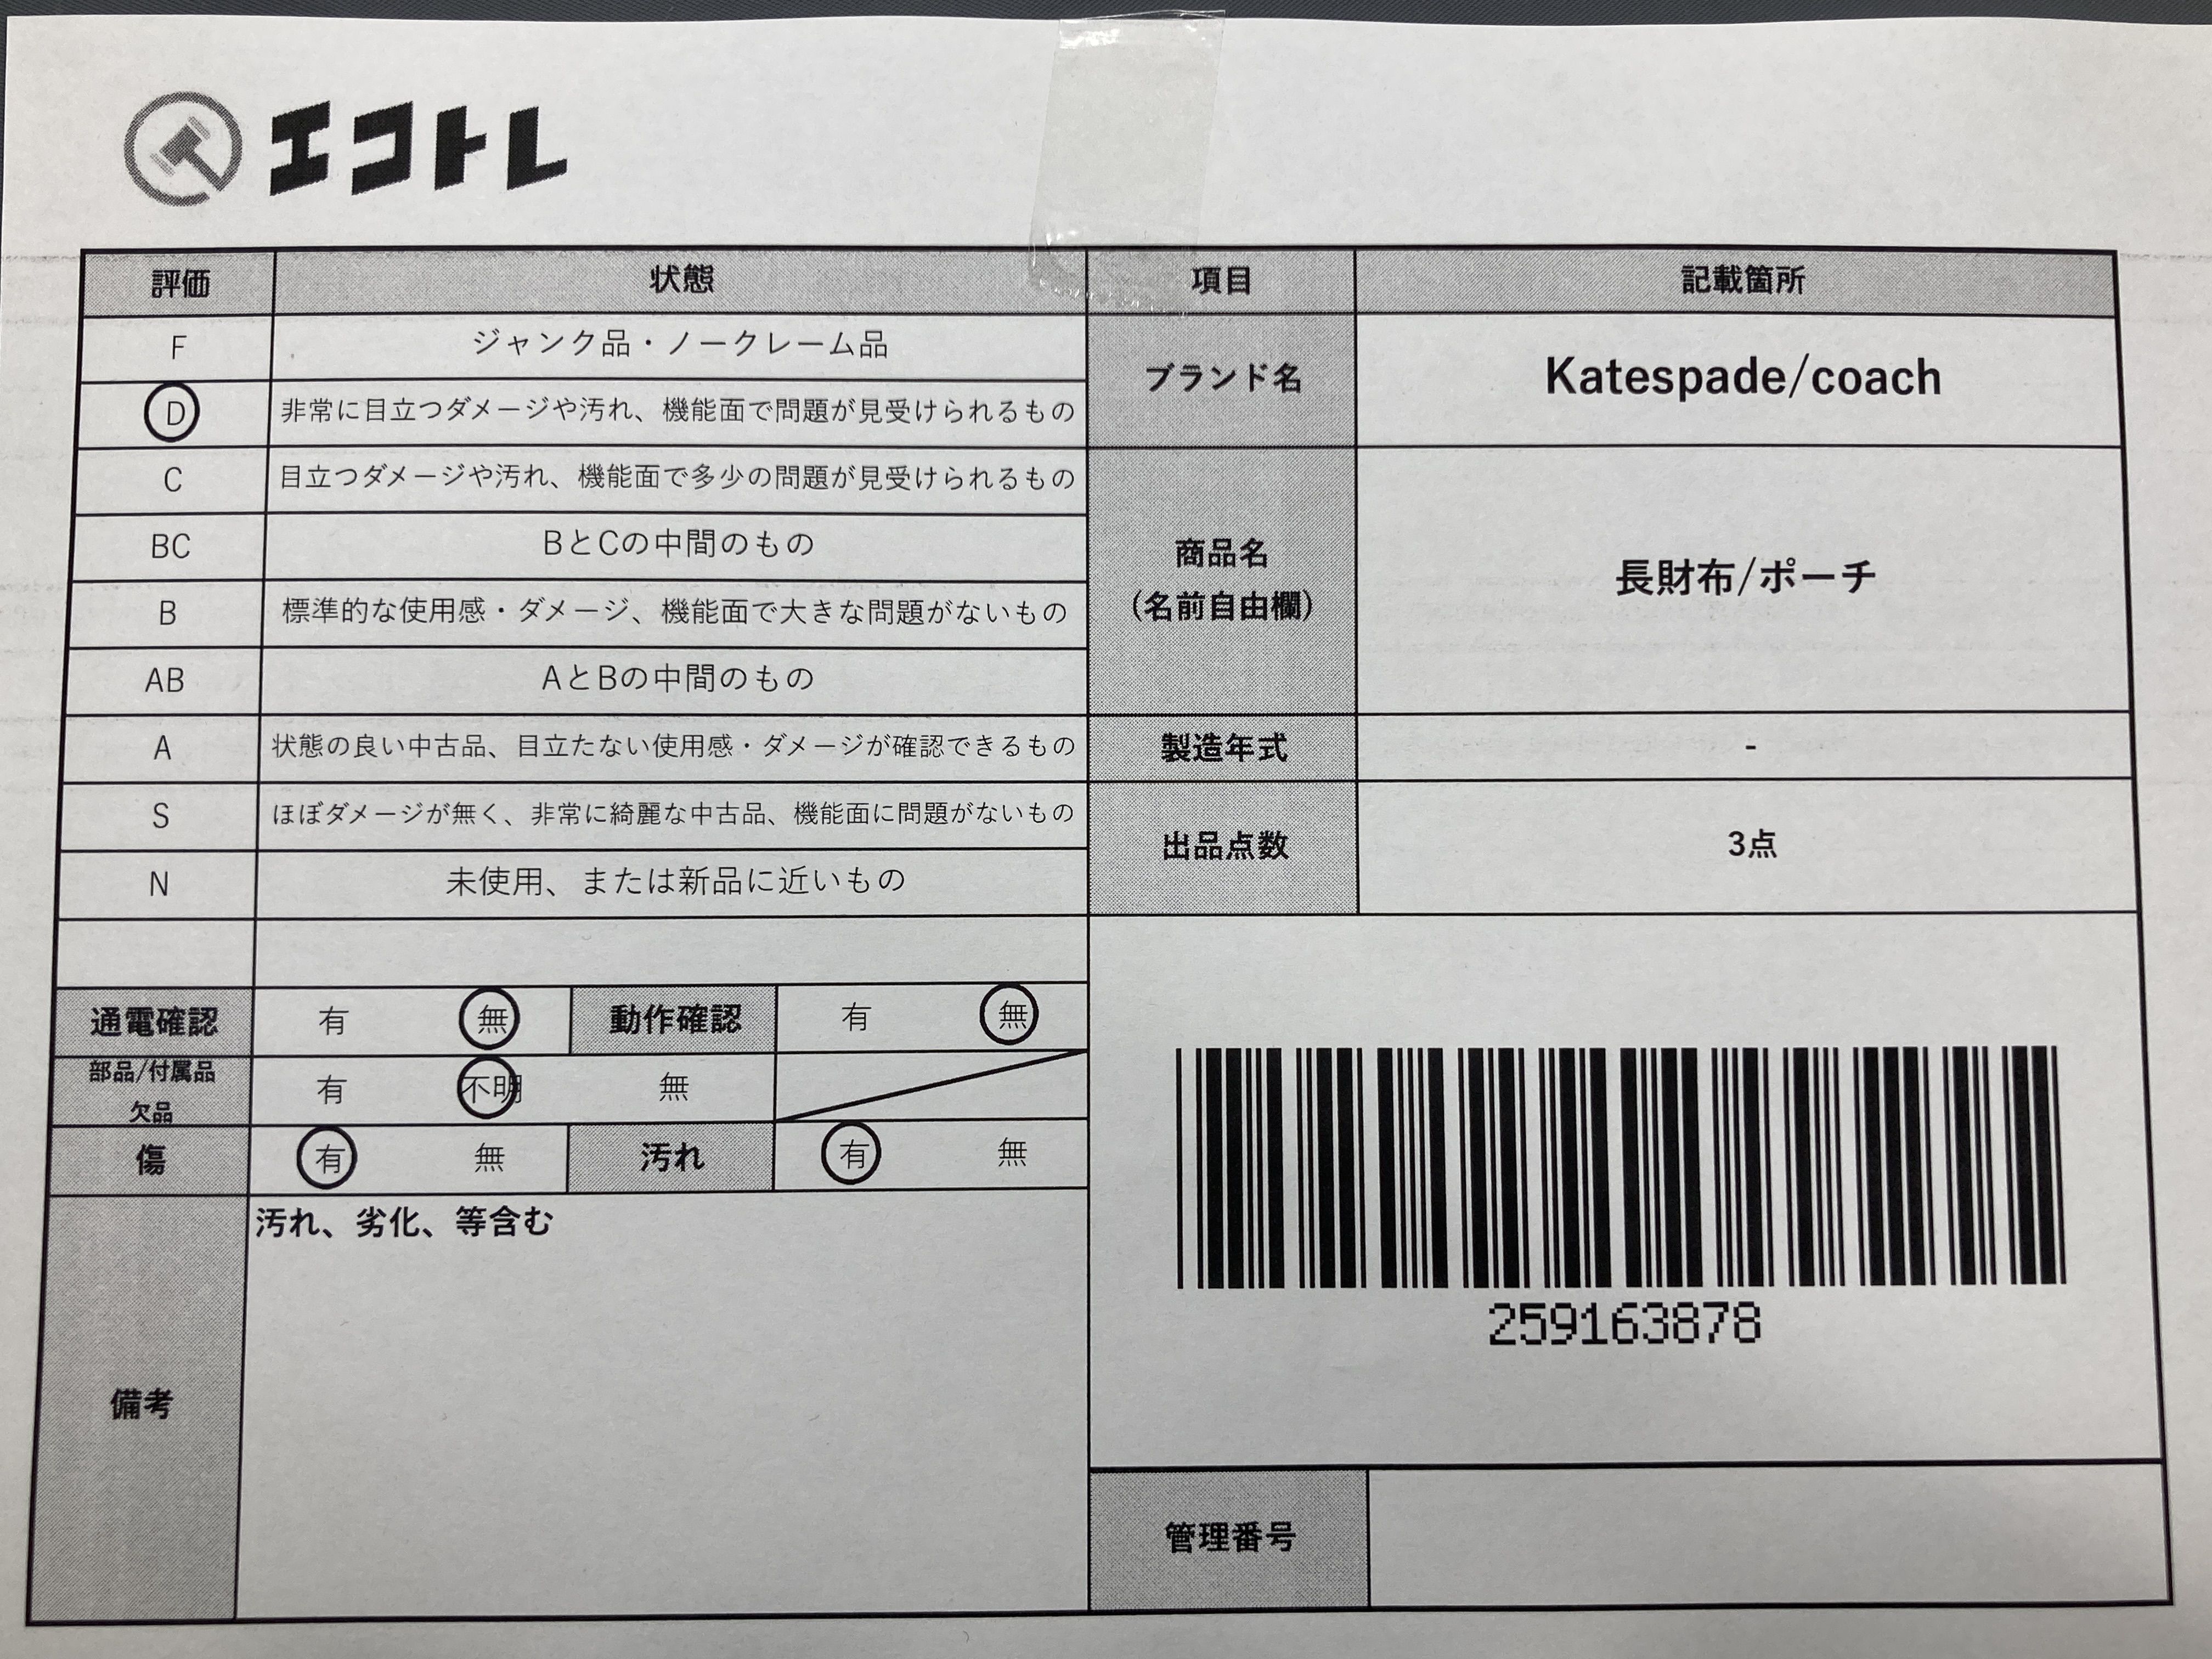 エコトレ
評価 状態 項目 記載箇所
F ジャンク品・ノークレーム品
D 非常に目立つダメージや汚れ、機能面で問題が見受けられるもの
C 目立つダメージや汚れ、機能面で多少の問題が見受けられるもの
BC BとCの中間のもの
B 標準的な使用感・ダメージ、機能面で大きな問題がないもの
AB AとBの中間のもの
A 状態の良い中古品、目立たない使用感・ダメージが確認できるもの
S ほぼダメージが無く、非常に綺麗な中古品、機能面に問題がないもの
N 未使用、または新品に近いもの
ブランド名 Katespade/coach
商品名
(名前自由欄)
長財布/ポーチ
製造年式 -
出品点数 3点
通電確認 有 無 動作確認 有 無
部品/付属品
欠品
有 不明 無
傷 有 無 汚れ 有 無
備考
汚れ、劣化、等含む
259163878
管理番号